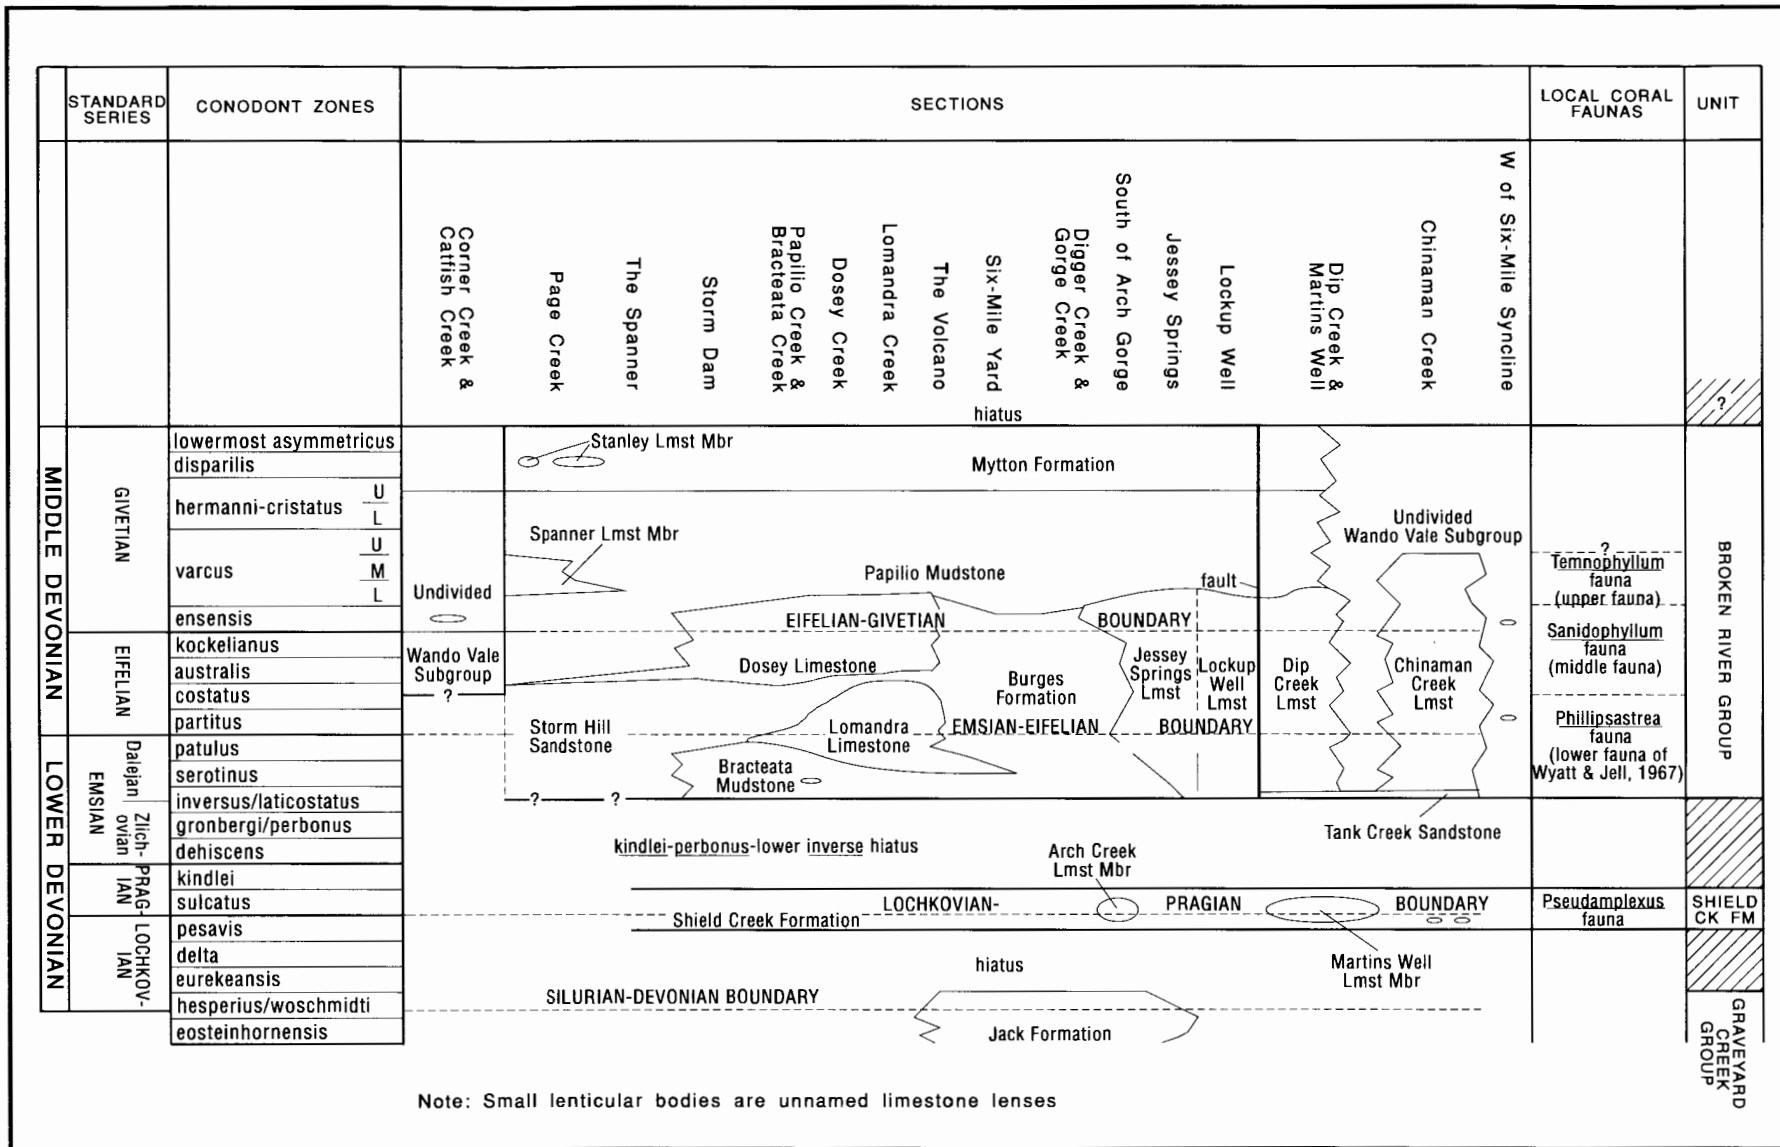 STANDARD
SERIES
CONODONT ZONES
SECTIONS
LOCAL CORAL
FAUNAS
UNIT
Corner Creek &
Catfish Creek
Page Creek
The Spanner
Storm Dam
Papilio Creek &
Bracteata Creek
Dosey Creek
Lomandra Creek
The Volcano
Six-Mile Yard
Digger Creek &
Gorge Creek
South of Arch Gorge
Jessey Springs
Lockup Well
Dip Creek &
Martins Well
Chinaman Creek
W of Six-Mile Syncline
hiatus
?
MIDDLE DEVONIAN
LOWER DEVONIAN
GIVETIAN
EIFELIAN
EMSIAN
Dalejan
Zlich-
ovian
PRAG-
IAN
LOCHKOV-
IAN
lowermost asymmetricus
disparilis
hermanni-cristatus
U
L
varcus
U
M
L
ensensis
kockelianus
australis
costatus
partitus
patulus
serotinus
inversus/laticostatus
gronbergi/perbonus
dehiscens
kindlei
sulcatus
pesavis
delta
eurekeansis
hesperius/woschmidti
eosteinhornensis
Undivided
Wando Vale
Subgroup
?
Stanley Lmst Mbr
Mytton Formation
Spanner Lmst Mbr
Papilio Mudstone
fault
Undivided
Wando Vale Subgroup
EIFELIAN-GIVETIAN BOUNDARY
Dosey Limestone
Burges
Formation
Jessey
Springs
Lmst
Lockup
Well
Lmst
Dip
Creek
Lmst
Chinaman
Creek
Lmst
Storm Hill
Sandstone
Lomandra
Limestone
EMSIAN-EIFELIAN BOUNDARY
Bracteata
Mudstone
? ?
Tank Creek Sandstone
kindlei-perbonus-lower inverse hiatus
Arch Creek
Lmst Mbr
LOCHKOVIAN- PRAGIAN BOUNDARY
Shield Creek Formation
hiatus
Martins Well
Lmst Mbr
SILURIAN-DEVONIAN BOUNDARY
Jack Formation
?
Temnophyllum
fauna
(upper fauna)
Sanidophyllum
fauna
(middle fauna)
Phillipsastrea
fauna
(lower fauna of
Wyatt & Jell, 1967)
Pseudamplexus
fauna
BROKEN RIVER GROUP
SHIELD
CK FM
GRAVEYARD
CREEK
GROUP
Note: Small lenticular bodies are unnamed limestone lenses